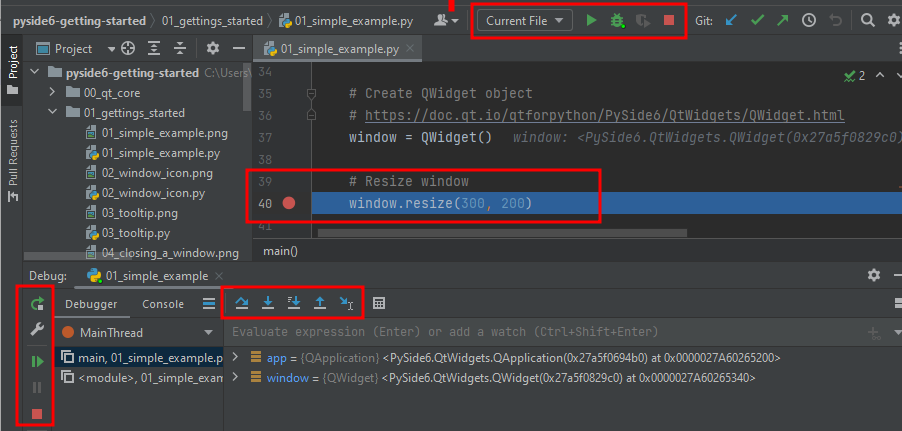 pyside6-getting-started 01_gettings_started 01_simple_example.py Current File Git:
Project
Pull Requests
Project
pyside6-getting-started C:\Users\
00_qt_core
01_gettings_started
01_simple_example.png
01_simple_example.py
02_window_icon.png
02_window_icon.py
03_tooltip.png
03_tooltip.py
04_closing_a_window.png
01_simple_example.py
2
34
35 # Create QWidget object
36 # https://doc.qt.io/qtforpython/PySide6/QtWidgets/QWidget.html
37 window = QWidget() window: <PySide6.QtWidgets.QWidget(0x27a5f0829c0)
38
39 # Resize window
40 window.resize(300, 200)
41
main()
Debug: 01_simple_example
Debugger Console
MainThread
Evaluate expression (Enter) or add a watch (Ctrl+Shift+Enter)
main, 01_simple_example.p
<module>, 01_simple_exam
app = {QApplication} <PySide6.QtWidgets.QApplication(0x27a5f0694b0) at 0x0000027A60265200>
window = {QWidget} <PySide6.QtWidgets.QWidget(0x27a5f0829c0) at 0x0000027A60265340>